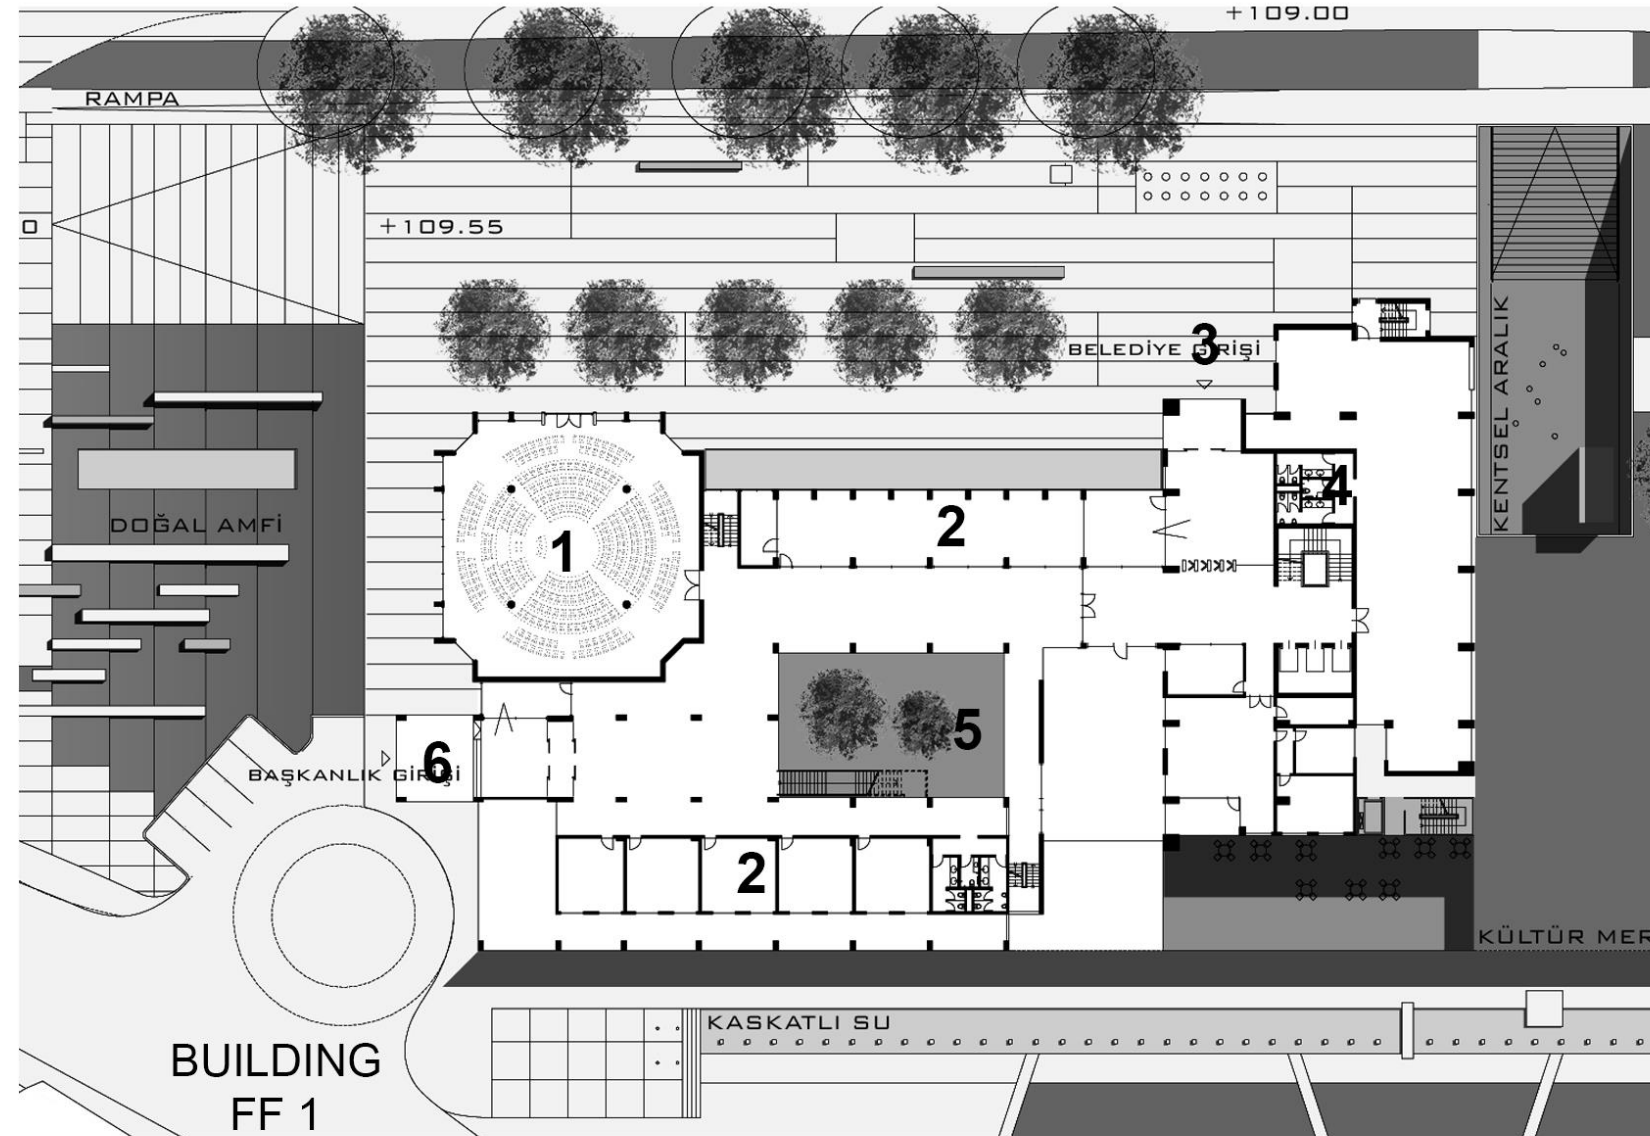 +109.00
RAMPA
0
+109.55
3
BELEDİYE GİRİŞİ
KENTSEL ARALIK
4
2
DOĞAL AMFİ
1
5
6
BAŞKANLIK GİRİŞİ
2
KÜLTÜR MER
KASKATLI SU
BUILDING
FF 1